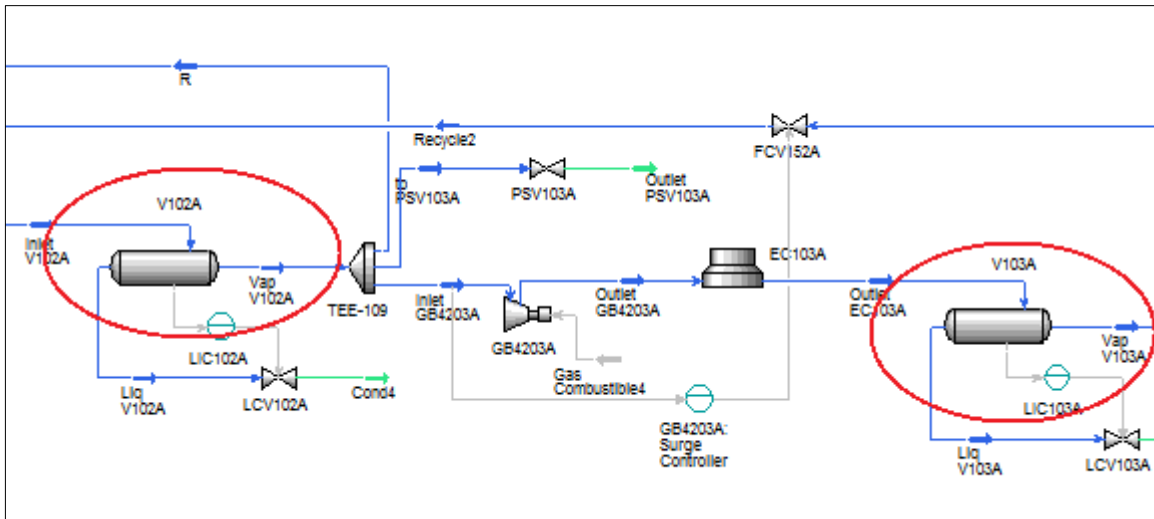 R
Recycle2
FCV152A
to
PSV103A
PSV103A
Outlet
PSV103A
V102A
Inlet
V102A
Vap
V102A
TEE-109
LIC102A
Liq
V102A
LCV102A
Cond4
Inlet
GB4203A
GB4203A
Outlet
GB4203A
Gas
Combustible4
EC103A
GB4203A:
Surge
Controller
Outlet
EC103A
V103A
Vap
V103A
LIC103A
Liq
V103A
LCV103A